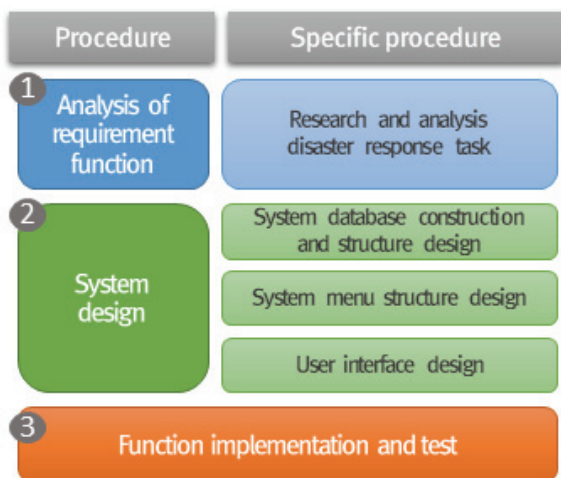 Procedure
Specific procedure
1
Analysis of
requirement
function
Research and analysis
disaster response task
2
System
design
System database construction
and structure design
System menu structure design
User interface design
3
Function implementation and test